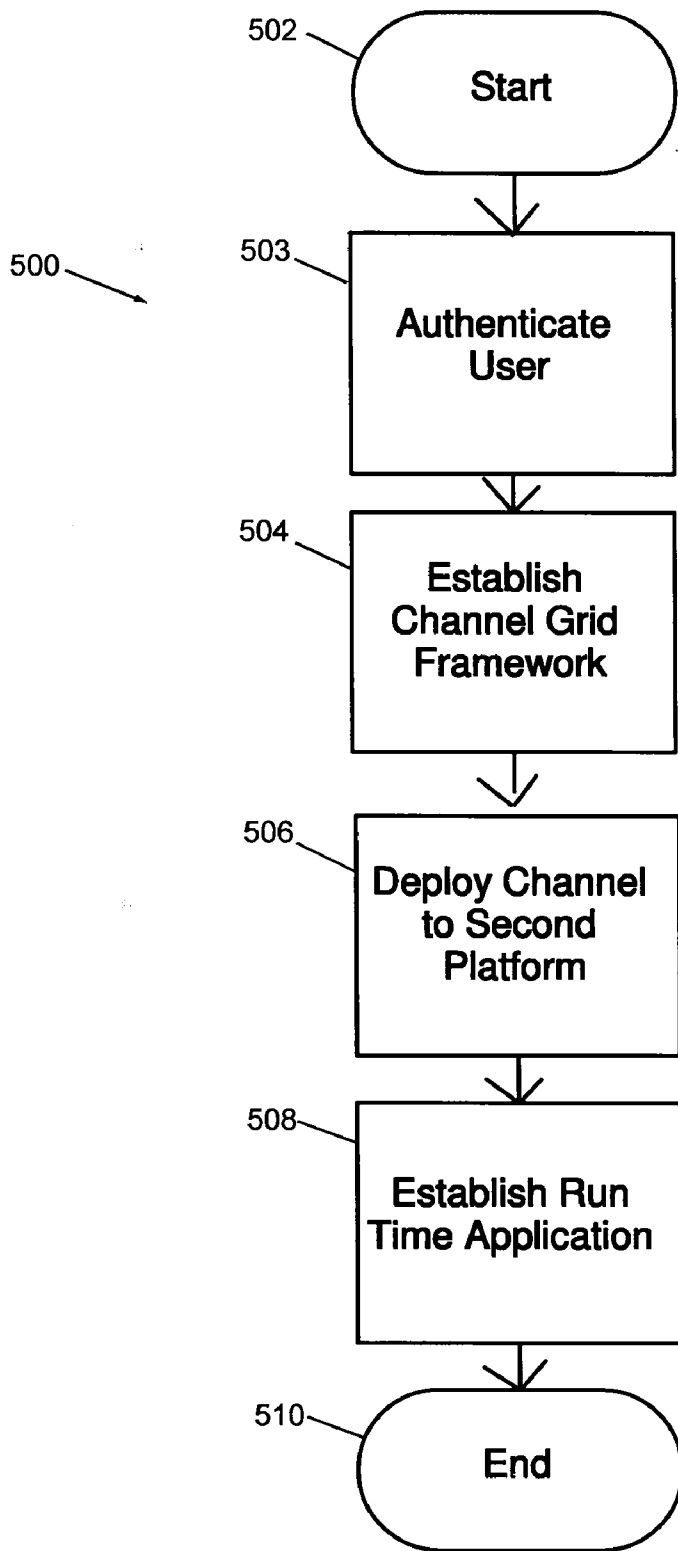 502
Start
500
503
Authenticate
User
504
Establish
Channel Grid
Framework
506
Deploy Channel
to Second
Platform
508
Establish Run
Time Application
510
End